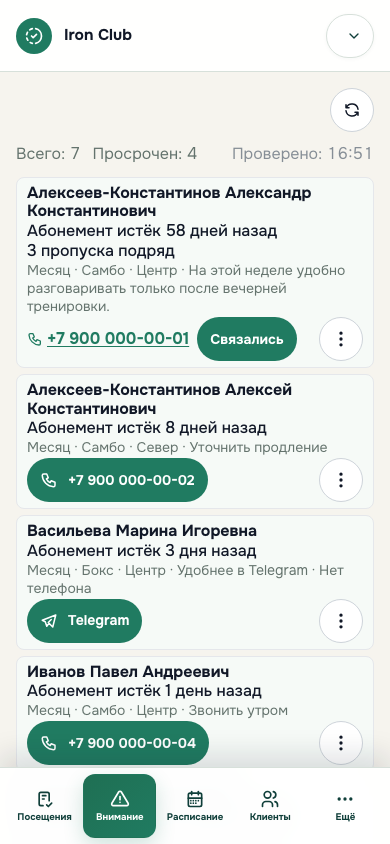 Iron Club
Всего: 7 Просрочен: 4 Проверено: 16:51
Алексеев-Константинов Александр
Константинович
Абонемент истёк 58 дней назад
3 пропуска подряд
Месяц · Самбо · Центр · На этой неделе удобно
разговаривать только после вечерней
тренировки.
+7 900 000-00-01 Связались
Алексеев-Константинов Алексей
Константинович
Абонемент истёк 8 дней назад
Месяц · Самбо · Север · Уточнить продление
+7 900 000-00-02
Васильева Марина Игоревна
Абонемент истёк 3 дня назад
Месяц · Бокс · Центр · Удобнее в Telegram · Нет
телефона
Telegram
Иванов Павел Андреевич
Абонемент истёк 1 день назад
Месяц · Самбо · Центр · Звонить утром
+7 900 000-00-04
Посещения Внимание Расписание Клиенты Ещё